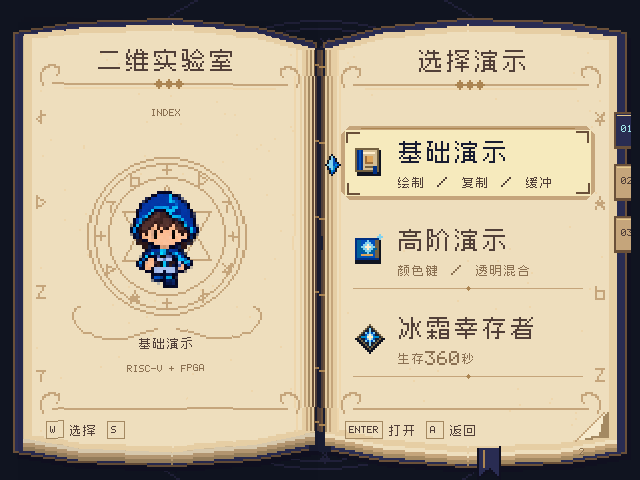 二维实验室
INDEX
基础演示
RISC-V + FPGA
W 选择 S
选择演示
基础演示
绘制 / 复制 / 缓冲
高阶演示
颜色键 / 透明混合
冰霜幸存者
生存360秒
ENTER 打开 A 返回
01
02
03